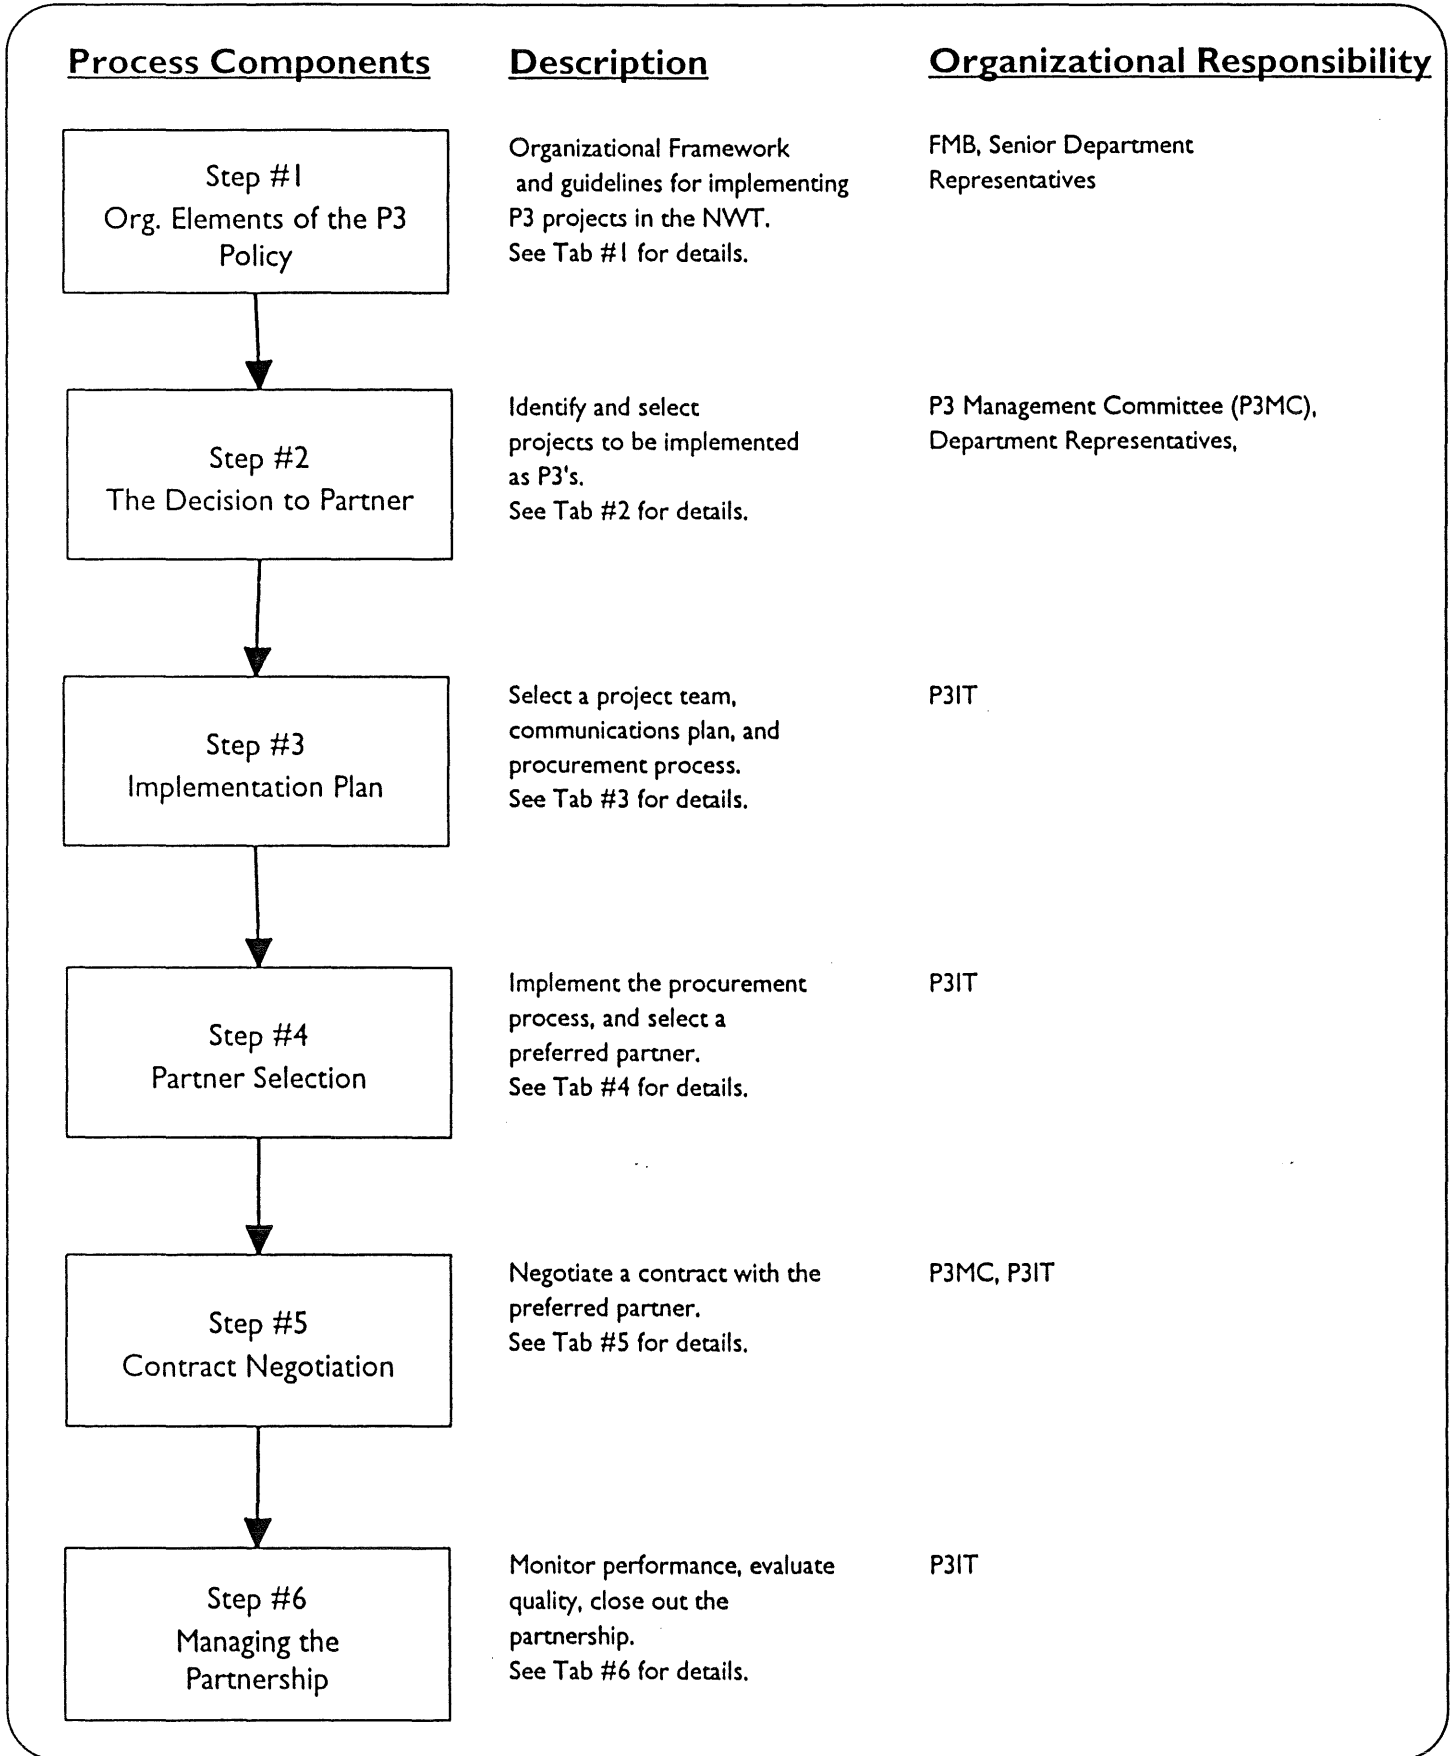 Process Components
Description
Organizational Responsibility
Step #1
Org. Elements of the P3
Policy
Organizational Framework
and guidelines for implementing
P3 projects in the NWT.
See Tab #1 for details.
FMB, Senior Department
Representatives
Step #2
The Decision to Partner
Identify and select
projects to be implemented
as P3's.
See Tab #2 for details.
P3 Management Committee (P3MC),
Department Representatives,
Step #3
Implementation Plan
Select a project team,
communications plan, and
procurement process.
See Tab #3 for details.
P3IT
Step #4
Partner Selection
Implement the procurement
process, and select a
preferred partner.
See Tab #4 for details.
P3IT
Step #5
Contract Negotiation
Negotiate a contract with the
preferred partner.
See Tab #5 for details.
P3MC, P3IT
Step #6
Managing the
Partnership
Monitor performance, evaluate
quality, close out the
partnership.
See Tab #6 for details.
P3IT